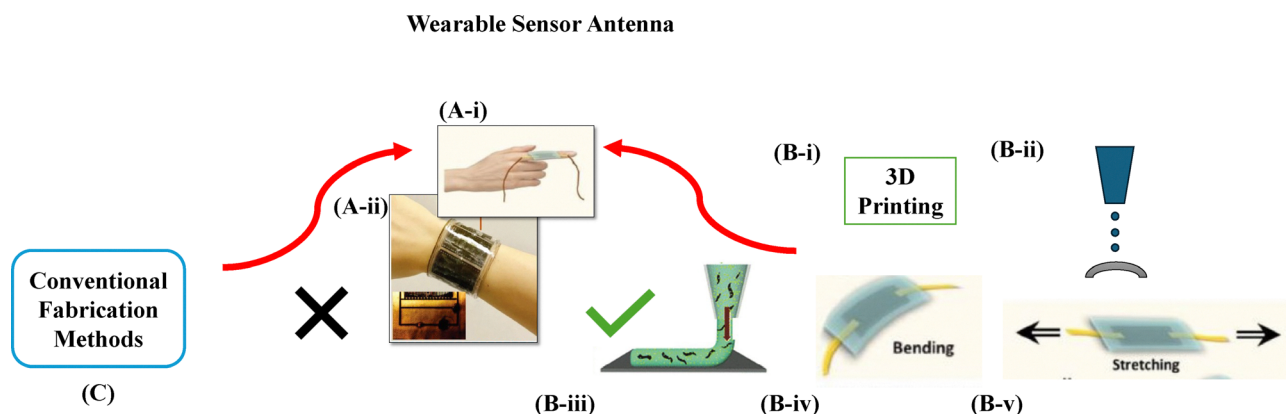 Wearable Sensor Antenna
(A-i)
(A-ii)
(B-i)
3D
Printing
(B-ii)
Conventional
Fabrication
Methods
(C)
Bending
Stretching
(B-iii)
(B-iv)
(B-v)